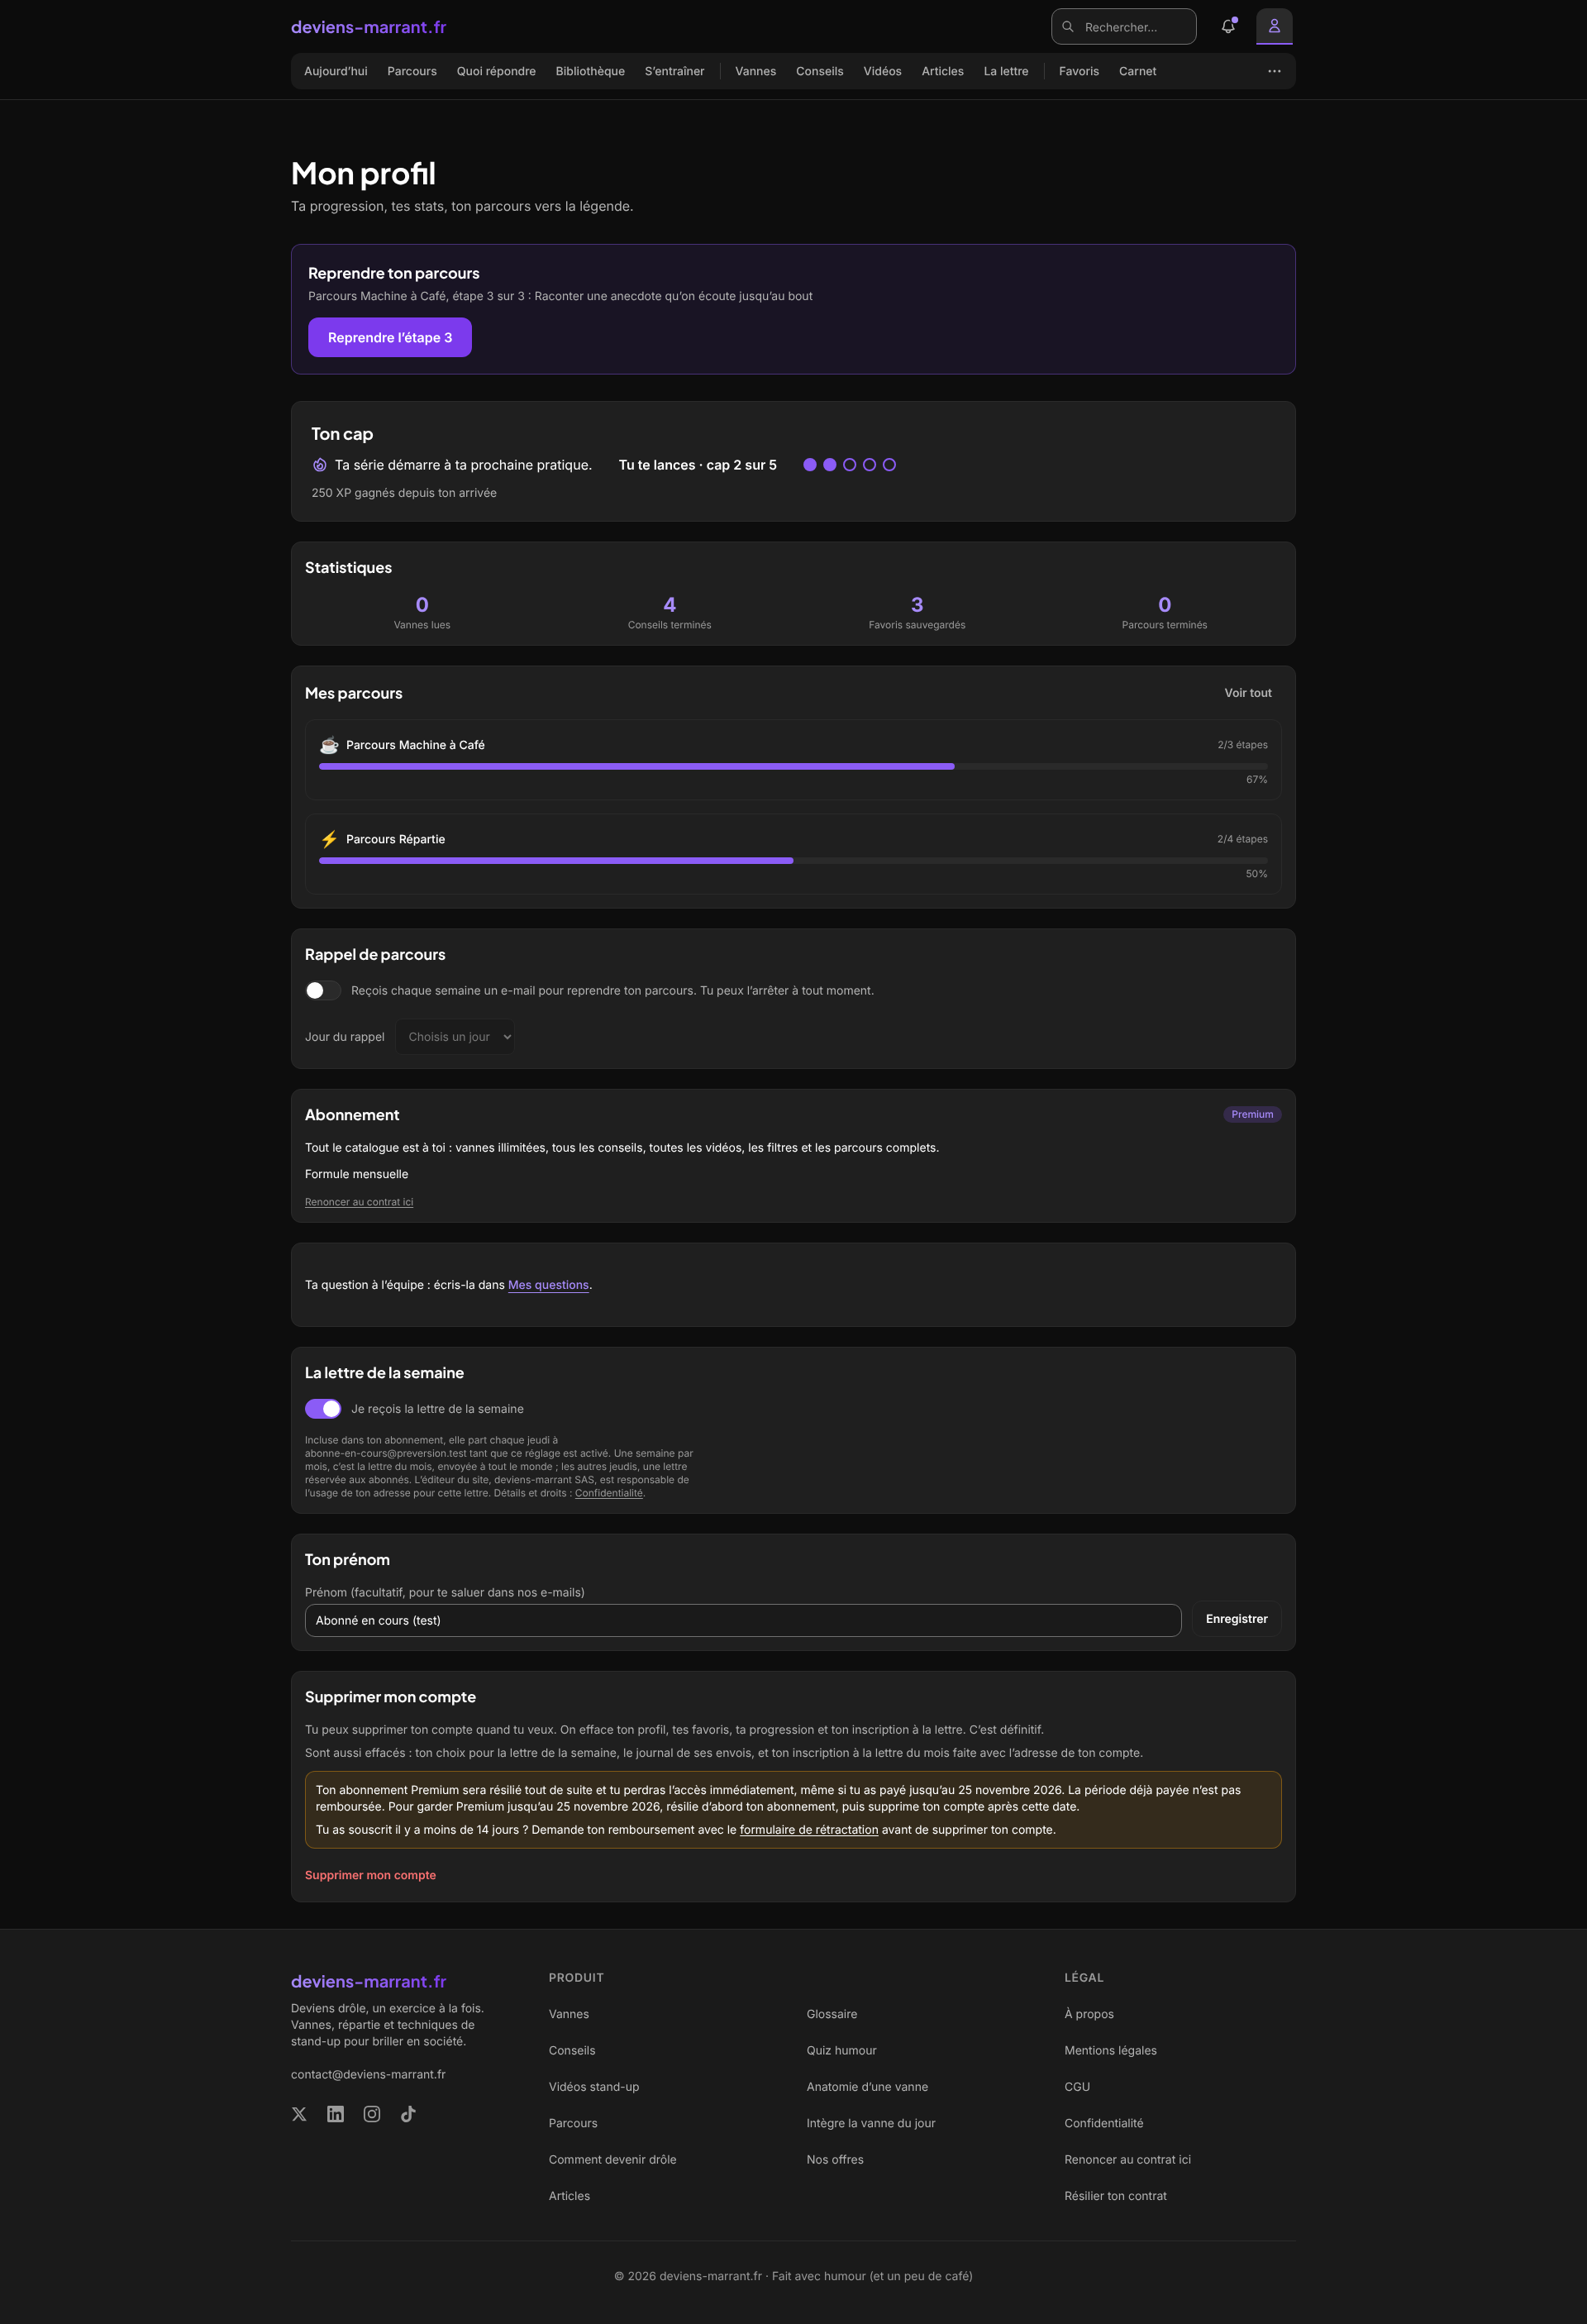 deviens-marrant.fr
Rechercher...
Aujourd’hui
Parcours
Quoi répondre
Bibliothèque
S’entraîner
Vannes
Conseils
Vidéos
Articles
La lettre
Favoris
Carnet
Mon profil
Ta progression, tes stats, ton parcours vers la légende.
Reprendre ton parcours
Parcours Machine à Café, étape 3 sur 3 : Raconter une anecdote qu’on écoute jusqu’au bout
Reprendre l’étape 3
Ton cap
Ta série démarre à ta prochaine pratique.
Tu te lances · cap 2 sur 5
250 XP gagnés depuis ton arrivée
Statistiques
0
Vannes lues
4
Conseils terminés
3
Favoris sauvegardés
0
Parcours terminés
Mes parcours
Voir tout
Parcours Machine à Café
2/3 étapes
67%
Parcours Répartie
2/4 étapes
50%
Rappel de parcours
Reçois chaque semaine un e-mail pour reprendre ton parcours. Tu peux l’arrêter à tout moment.
Jour du rappel
Choisis un jour
Abonnement
Premium
Tout le catalogue est à toi : vannes illimitées, tous les conseils, toutes les vidéos, les filtres et les parcours complets.
Formule mensuelle
Renoncer au contrat ici
Ta question à l’équipe : écris-la dans Mes questions.
La lettre de la semaine
Je reçois la lettre de la semaine
Incluse dans ton abonnement, elle part chaque jeudi à
abonne-en-cours@preversion.test tant que ce réglage est activé. Une semaine par
mois, c’est la lettre du mois, envoyée à tout le monde ; les autres jeudis, une lettre
réservée aux abonnés. L’éditeur du site, deviens-marrant SAS, est responsable de
l’usage de ton adresse pour cette lettre. Détails et droits : Confidentialité.
Ton prénom
Prénom (facultatif, pour te saluer dans nos e-mails)
Abonné en cours (test)
Enregistrer
Supprimer mon compte
Tu peux supprimer ton compte quand tu veux. On efface ton profil, tes favoris, ta progression et ton inscription à la lettre. C’est définitif.
Sont aussi effacés : ton choix pour la lettre de la semaine, le journal de ses envois, et ton inscription à la lettre du mois faite avec l’adresse de ton compte.
Ton abonnement Premium sera résilié tout de suite et tu perdras l’accès immédiatement, même si tu as payé jusqu’au 25 novembre 2026. La période déjà payée n’est pas
remboursée. Pour garder Premium jusqu’au 25 novembre 2026, résilie d’abord ton abonnement, puis supprime ton compte après cette date.
Tu as souscrit il y a moins de 14 jours ? Demande ton remboursement avec le formulaire de rétractation avant de supprimer ton compte.
Supprimer mon compte
deviens-marrant.fr
Deviens drôle, un exercice à la fois.
Vannes, répartie et techniques de
stand-up pour briller en société.
contact@deviens-marrant.fr
PRODUIT
Vannes
Conseils
Vidéos stand-up
Parcours
Comment devenir drôle
Articles
Glossaire
Quiz humour
Anatomie d’une vanne
Intègre la vanne du jour
Nos offres
LÉGAL
À propos
Mentions légales
CGU
Confidentialité
Renoncer au contrat ici
Résilier ton contrat
© 2026 deviens-marrant.fr · Fait avec humour (et un peu de café)